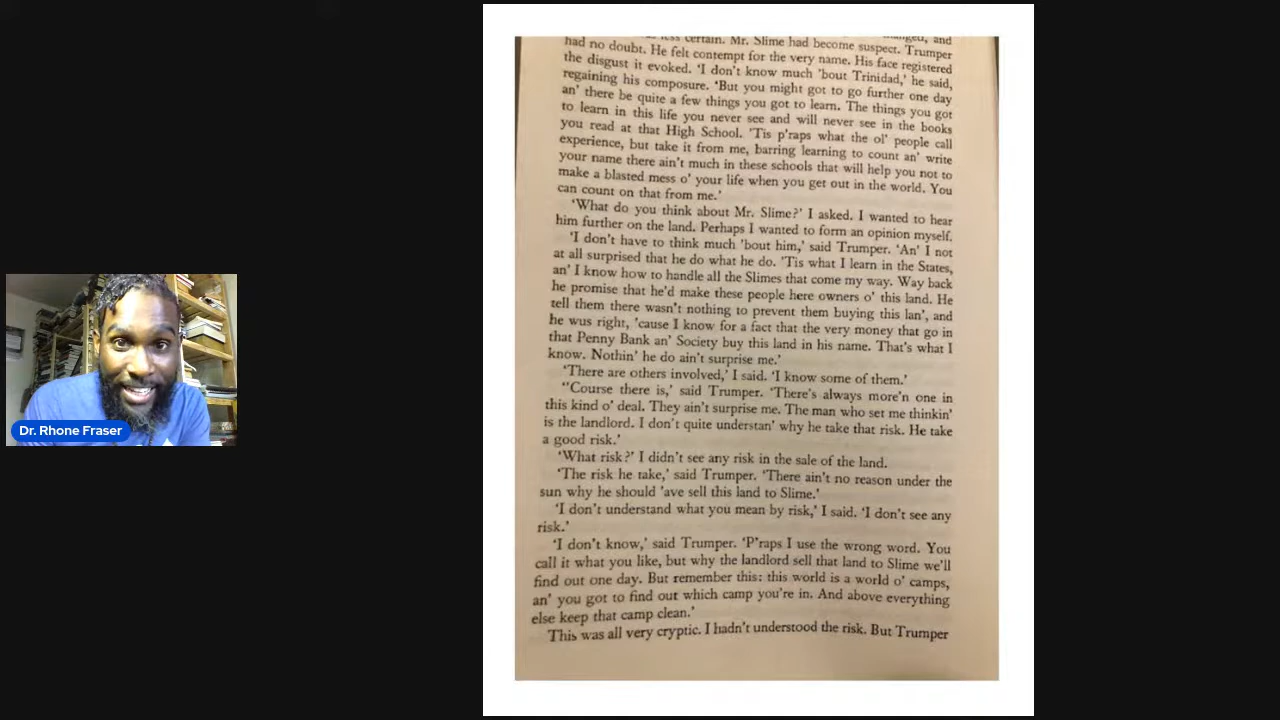 less certain. Mr. Slime had become suspect. Trumper
had no doubt. He felt contempt for the very name. His face registered
the disgust it evoked. 'I don't know much 'bout Trinidad,' he said,
regaining his composure. 'But you might got to go further one day
an' there be quite a few things you got to learn. The things you got
to learn in this life you never see and will never see in the books
you read at that High School. 'Tis p'raps what the ol' people call
experience, but take it from me, barring learning to count an' write
your name there ain't much in these schools that will help you not to
make a blasted mess o' your life when you get out in the world. You
can count on that from me.'
'What do you think about Mr. Slime?' I asked. I wanted to hear
him further on the land. Perhaps I wanted to form an opinion myself.
'I don't have to think much 'bout him,' said Trumper. 'An' I not
at all surprised that he do what he do. 'Tis what I learn in the States,
an' I know how to handle all the Slimes that come my way. Way back
he promise that he'd make these people here owners o' this land. He
tell them there wasn't nothing to prevent them buying this lan', and
he wus right, 'cause I know for a fact that the very money that go in
that Penny Bank an' Society buy this land in his name. That's what I
know. Nothin' he do ain't surprise me.'
'There are others involved,' I said. 'I know some of them.'
''Course there is,' said Trumper. 'There's always more'n one in
this kind o' deal. They ain't surprise me. The man who set me thinkin'
is the landlord. I don't quite understan' why he take that risk. He take
a good risk.'
'What risk?' I didn't see any risk in the sale of the land.
'The risk he take,' said Trumper. 'There ain't no reason under the
sun why he should 'ave sell this land to Slime.'
'I don't understand what you mean by risk,' I said. 'I don't see any
risk.'
'I don't know,' said Trumper. 'P'raps I use the wrong word. You
call it what you like, but why the landlord sell that land to Slime we'll
find out one day. But remember this: this world is a world o' camps,
an' you got to find out which camp you're in. And above everything
else keep that camp clean.'
This was all very cryptic. I hadn't understood the risk. But Trumper
Dr. Rhone Fraser